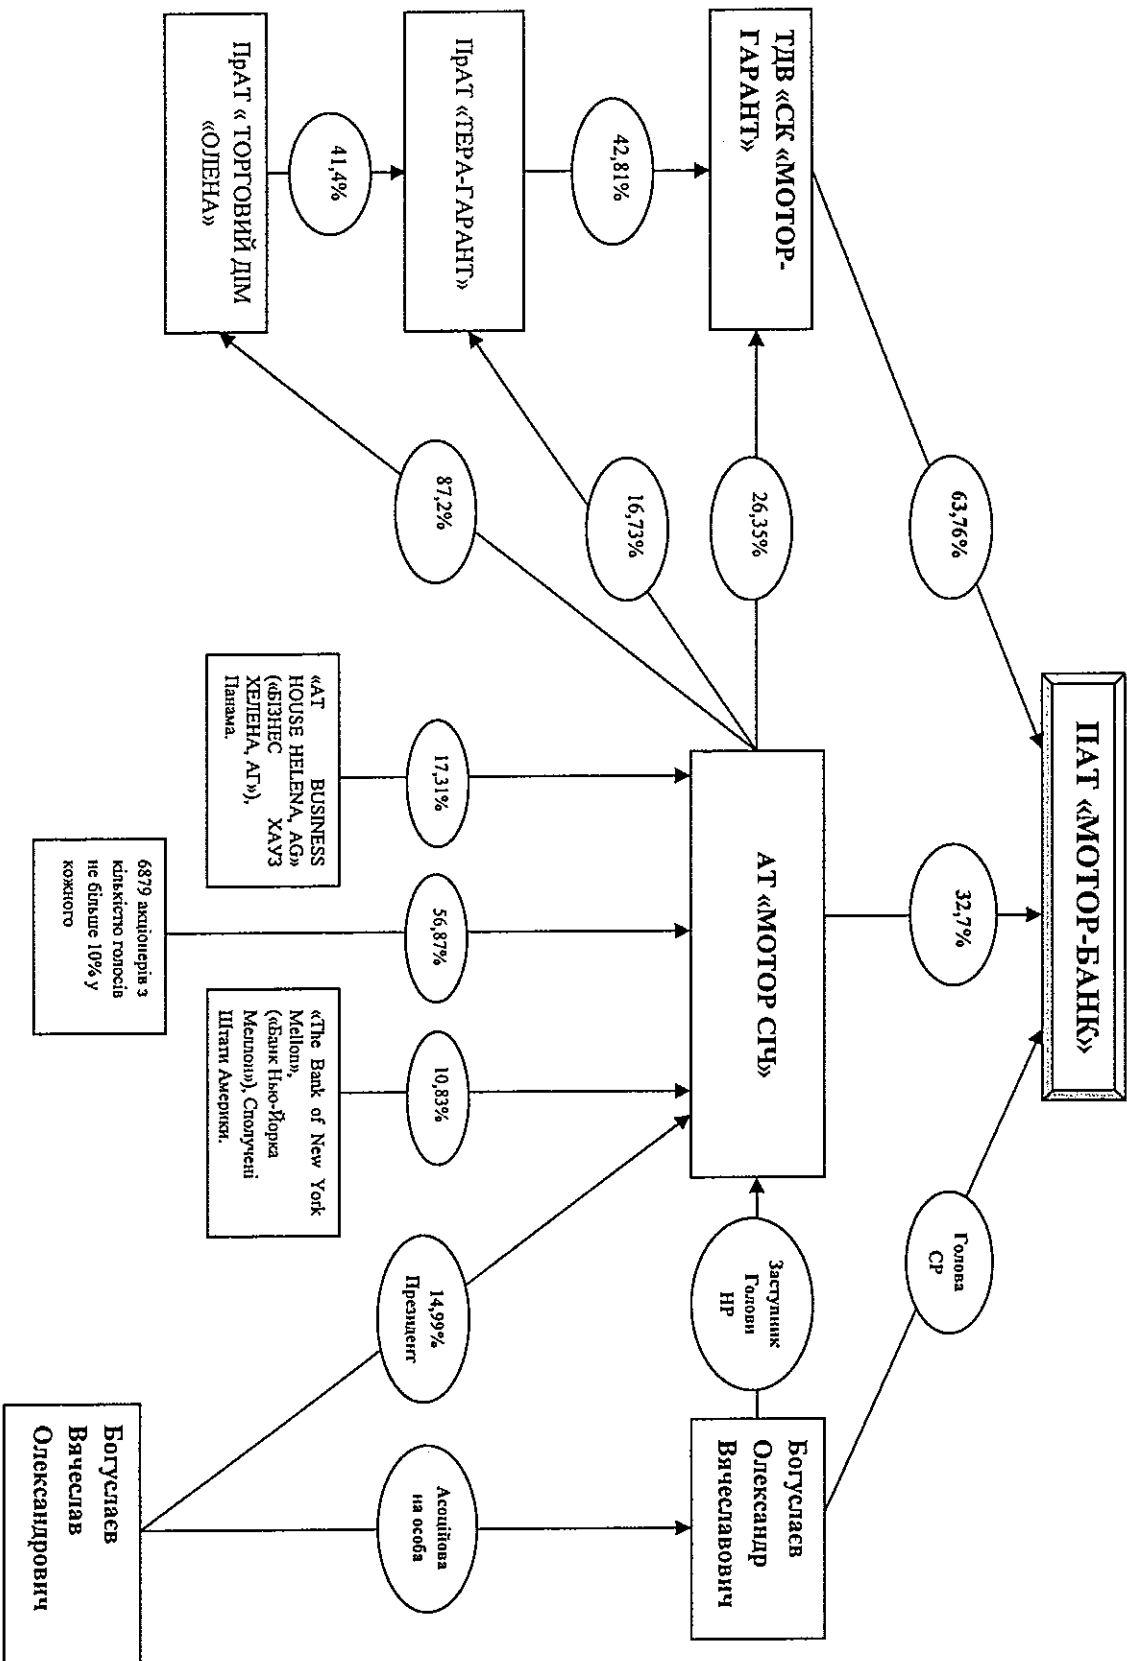 ПАТ «МОТОР-БАНК»
63,76%
32,7%
Голова
СР
ТДВ «СК «МОТОР-
ГАРАНТ»
26,35%
АТ «МОТОР СІЧ»
Заступник
Голови
НР
Богуслаєв
Олександр
Вячеславович
42,81%
16,73%
ПрАТ «ТЕРА-ГАРАНТ»
87,2%
17,31%
56,87%
10,83%
14,99%
Президент
Асоційова
на особа
41,4%
ПрАТ « ТОРГОВИЙ ДІМ
«ОЛЕНА»
«АТ BUSINESS
HOUSE HELENA, AG»
(«БІЗНЕС ХАУЗ
ХЕЛЕНА, АГ»),
Панама.
«The Bank of New York
Mellon»,
(«Банк Нью-Йорка
Меллон»), Сполучені
Штати Америки.
6879 акціонерів з
кількістю голосів
не більше 10% у
кожного
Богуслаєв
Вячеслав
Олександрович